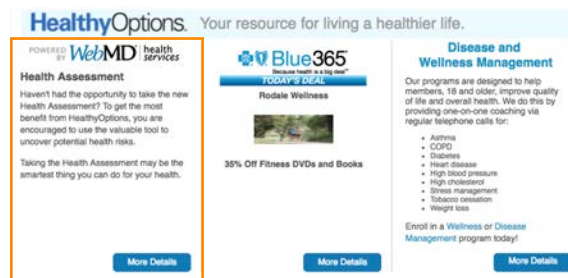 HealthyOptions. Your resource for living a healthier life.
POWERED BY WebMD health services
Health Assessment
Haven't had the opportunity to take the new
Health Assessment? To get the most
benefit from HealthyOptions, you are
encouraged to use the valuable tool to
uncover potential health risks.
Taking the Health Assessment may be the
smartest thing you can do for your health.
More Details
Blue365
Because health is a big deal
TODAY'S DEAL
Rodale Wellness
35% Off Fitness DVDs and Books
More Details
Disease and
Wellness Management
Our programs are designed to help
members, 18 and older, improve quality
of life and overall health. We do this by
providing one-on-one coaching via
regular telephone calls for:
• Asthma
• COPD
• Diabetes
• Heart disease
• High blood pressure
• High cholesterol
• Stress management
• Tobacco cessation
• Weight loss
Enroll in a Wellness or Disease
Management program today!
More Details